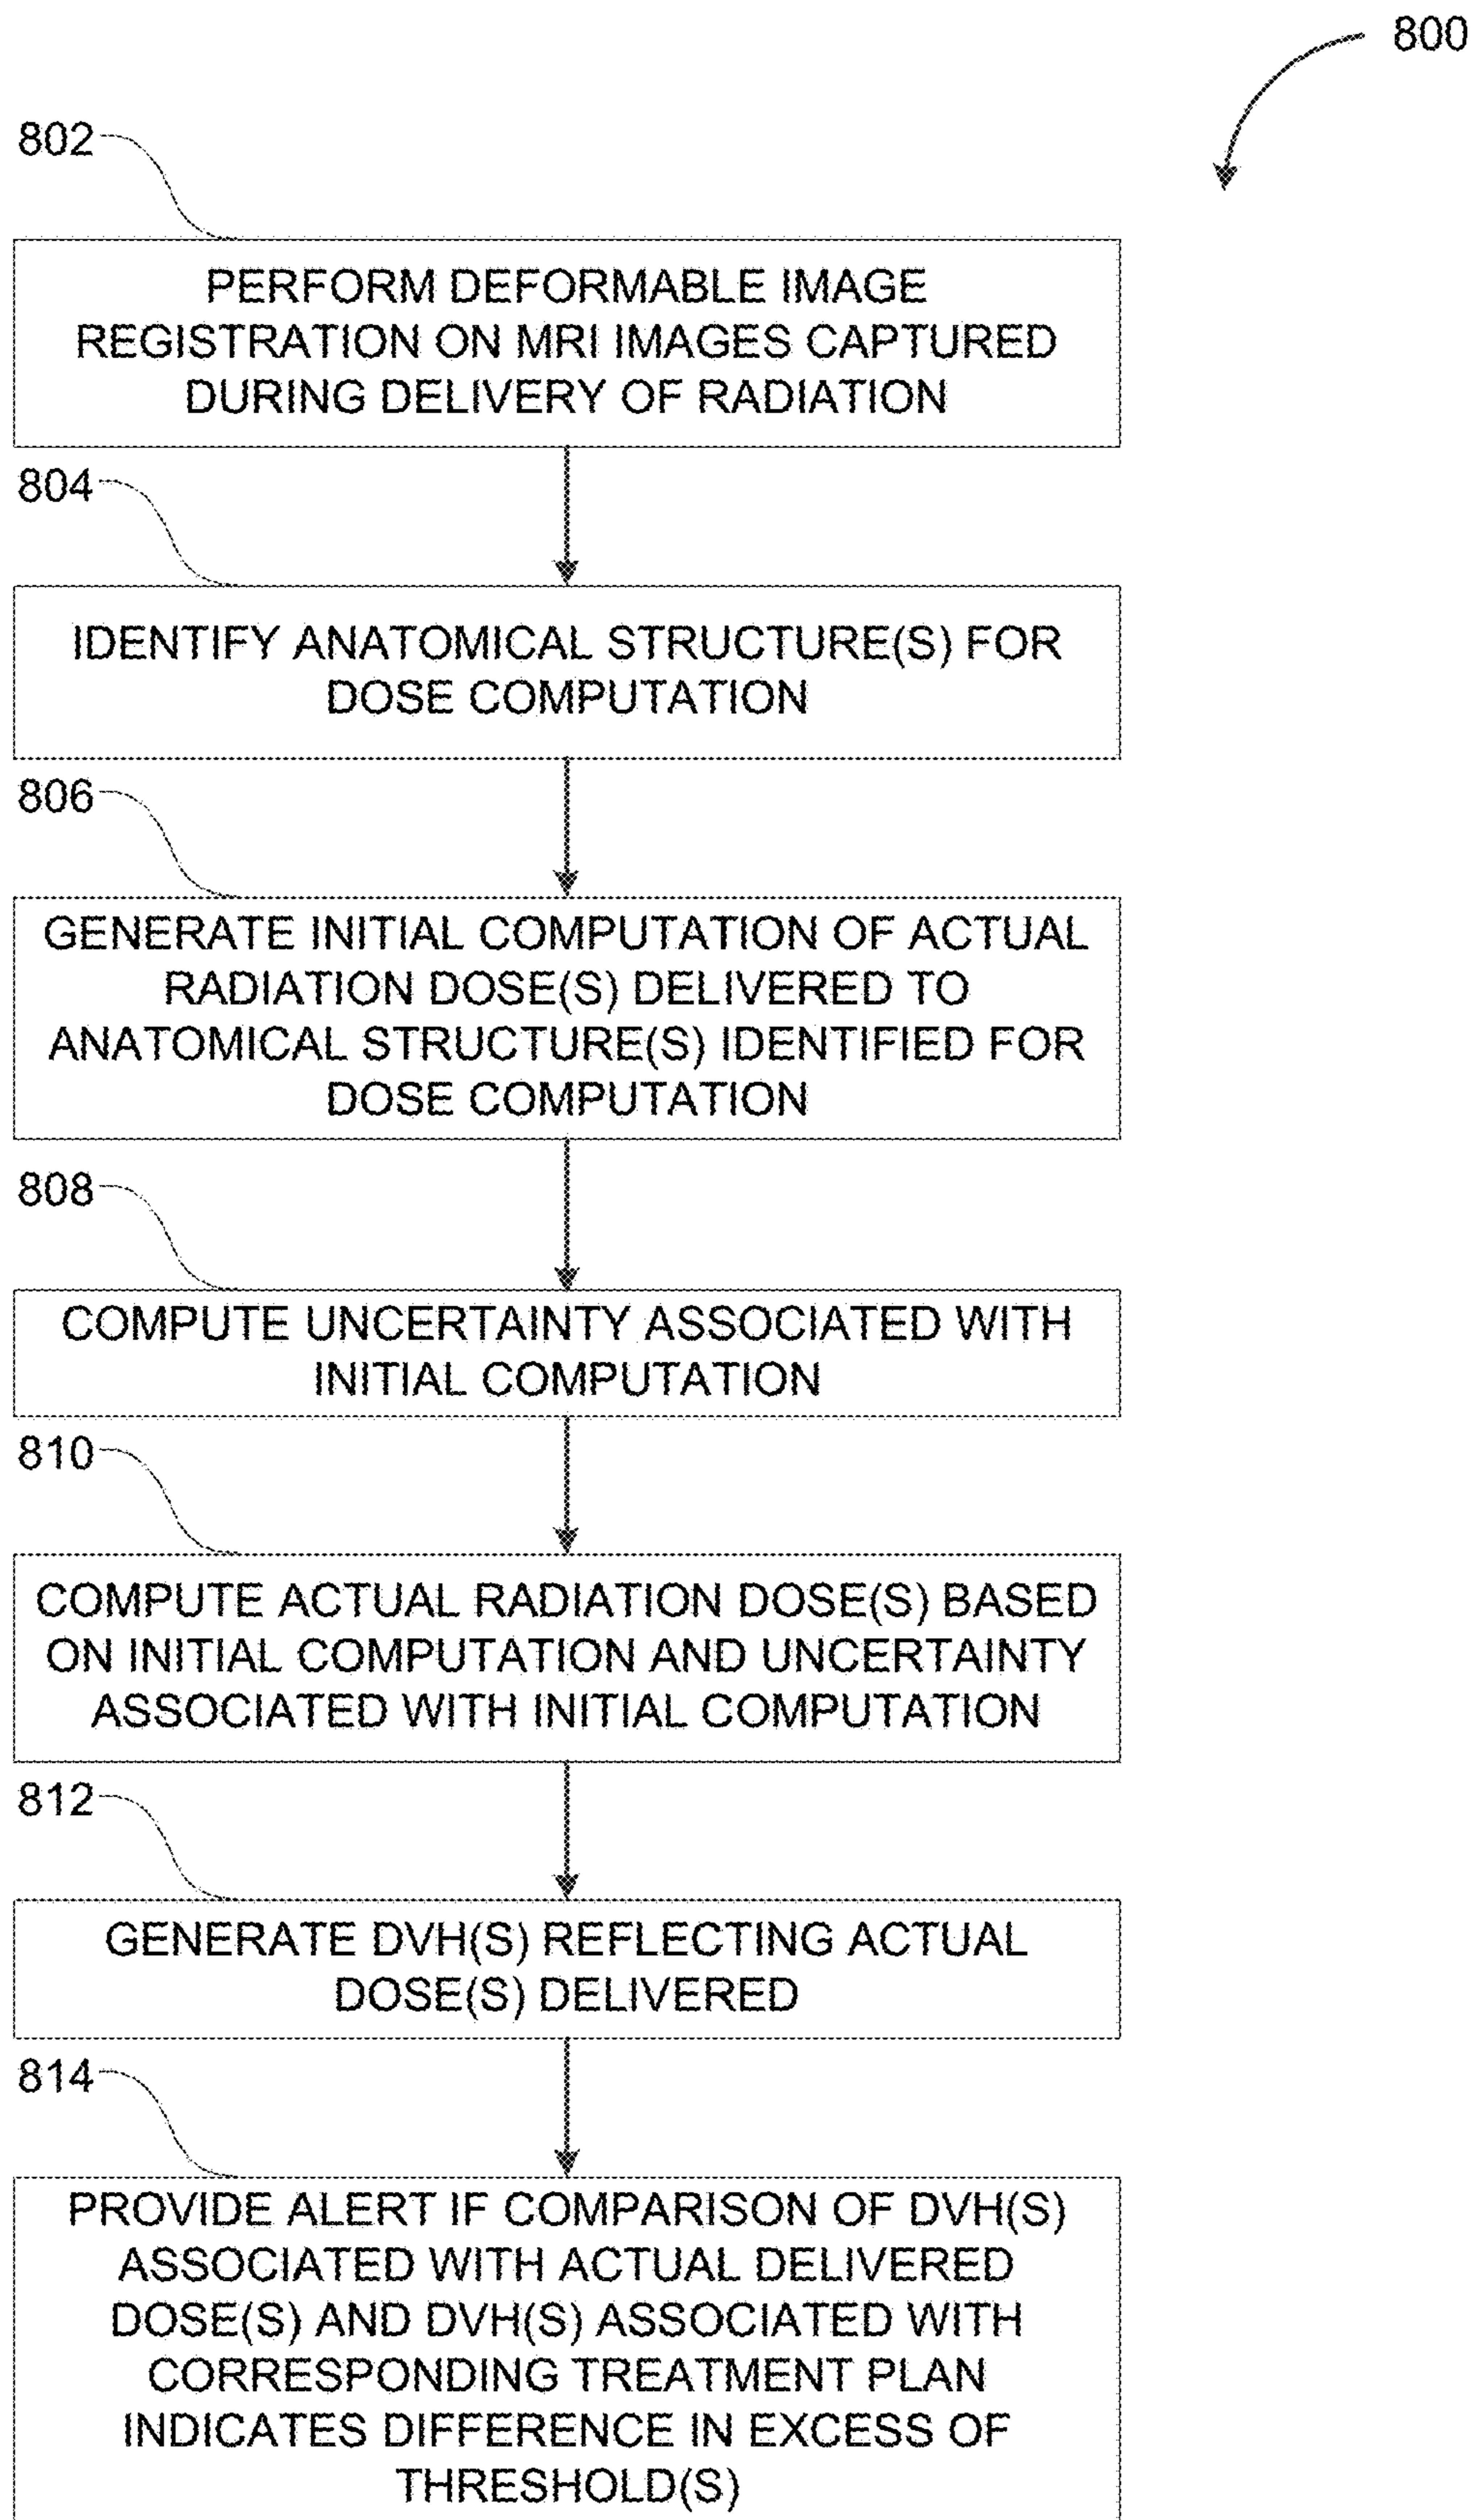 800
802
PERFORM DEFORMABLE IMAGE
REGISTRATION ON MRI IMAGES CAPTURED
DURING DELIVERY OF RADIATION
804
IDENTIFY ANATOMICAL STRUCTURE(S) FOR
DOSE COMPUTATION
806
GENERATE INITIAL COMPUTATION OF ACTUAL
RADIATION DOSE(S) DELIVERED TO
ANATOMICAL STRUCTURE(S) IDENTIFIED FOR
DOSE COMPUTATION
808
COMPUTE UNCERTAINTY ASSOCIATED WITH
INITIAL COMPUTATION
810
COMPUTE ACTUAL RADIATION DOSE(S) BASED
ON INITIAL COMPUTATION AND UNCERTAINTY
ASSOCIATED WITH INITIAL COMPUTATION
812
GENERATE DVH(S) REFLECTING ACTUAL
DOSE(S) DELIVERED
814
PROVIDE ALERT IF COMPARISON OF DVH(S)
ASSOCIATED WITH ACTUAL DELIVERED
DOSE(S) AND DVH(S) ASSOCIATED WITH
CORRESPONDING TREATMENT PLAN
INDICATES DIFFERENCE IN EXCESS OF
THRESHOLD(S)